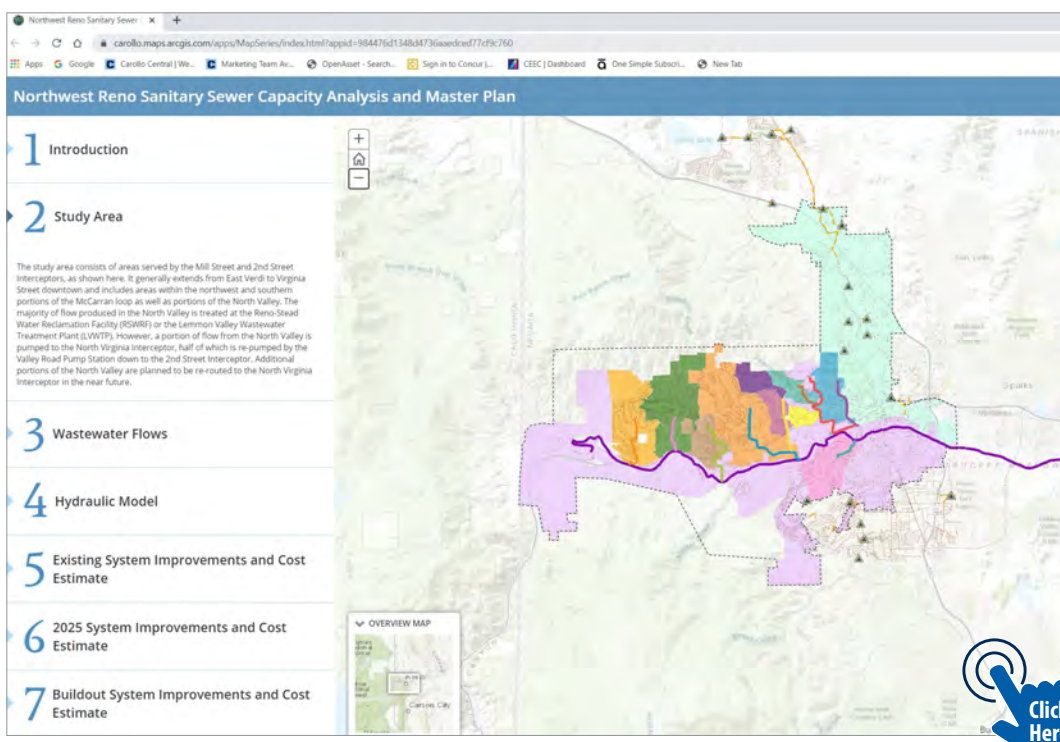 Northwest Reno Sanitary Sewer
carollo.maps.arcgis.com/apps/MapSeries/index.html?appid=984476d1348d4736aaedced77cf9c760
Apps Google Carollo Central | We... Marketing Team Av... OpenAsset - Search... Sign in to Concur |... CEEC | Dashboard One Simple Subscri... New Tab
Northwest Reno Sanitary Sewer Capacity Analysis and Master Plan
1 Introduction
2 Study Area
The study area consists of areas served by the Mill Street and 2nd Street
Interceptors, as shown here. It generally extends from East Verdi to Virginia
Street downtown and includes areas within the northwest and southern
portions of the McCarran loop as well as portions of the North Valley. The
majority of flow produced in the North Valley is treated at the Reno-Stead
Water Reclamation Facility (RSWRF) or the Lemmon Valley Wastewater
Treatment Plant (LVWTP). However, a portion of flow from the North Valley is
pumped to the North Virginia Interceptor, half of which is re-pumped by the
Valley Road Pump Station down to the 2nd Street Interceptor. Additional
portions of the North Valley are planned to be re-routed to the North Virginia
Interceptor in the near future.
3 Wastewater Flows
4 Hydraulic Model
5 Existing System Improvements and Cost
Estimate
6 2025 System Improvements and Cost
Estimate
7 Buildout System Improvements and Cost
Estimate
Sparks
OVERVIEW MAP
Carson City
Click
Her